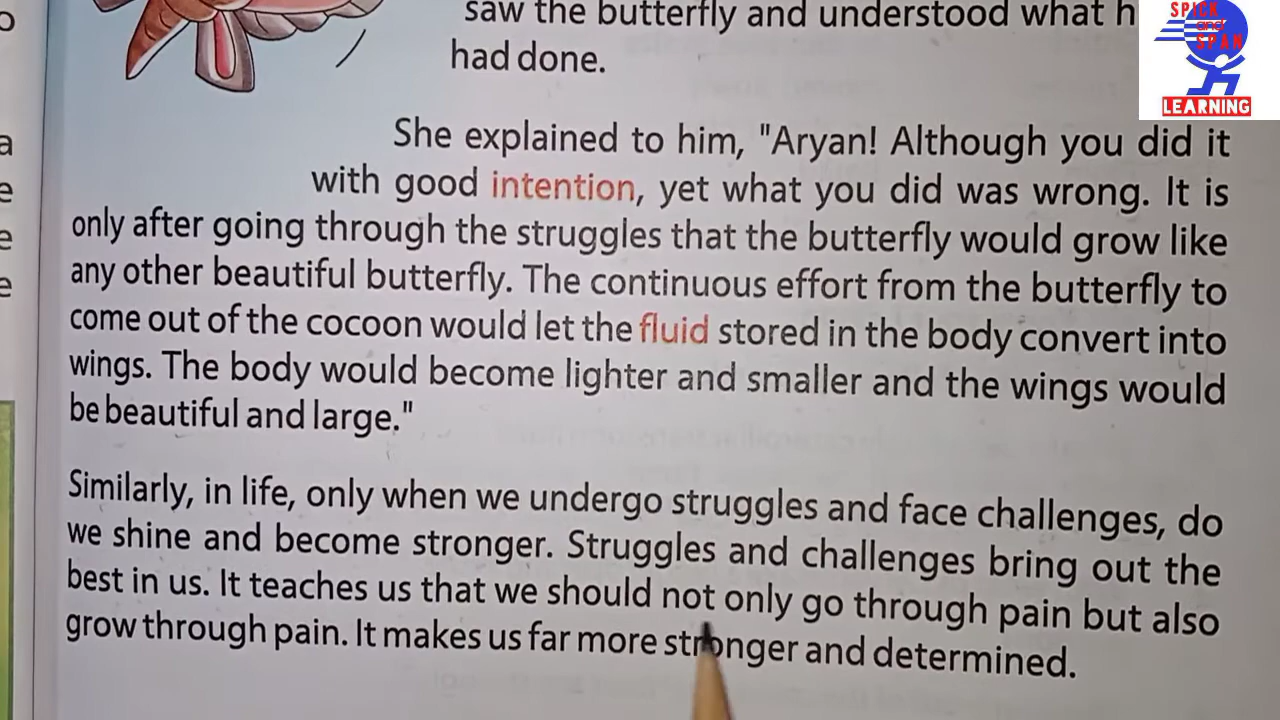 saw the butterfly and understood what h
had done.
She explained to him, "Aryan! Although you did it
with good intention, yet what you did was wrong. It is
only after going through the struggles that the butterfly would grow like
any other beautiful butterfly. The continuous effort from the butterfly to
come out of the cocoon would let the fluid stored in the body convert into
wings. The body would become lighter and smaller and the wings would
be beautiful and large."
Similarly, in life, only when we undergo struggles and face challenges, do
we shine and become stronger. Struggles and challenges bring out the
best in us. It teaches us that we should not only go through pain but also
grow through pain. It makes us far more stronger and determined.
o
a
e
e
e
SPICK
and
SPAN
LEARNING